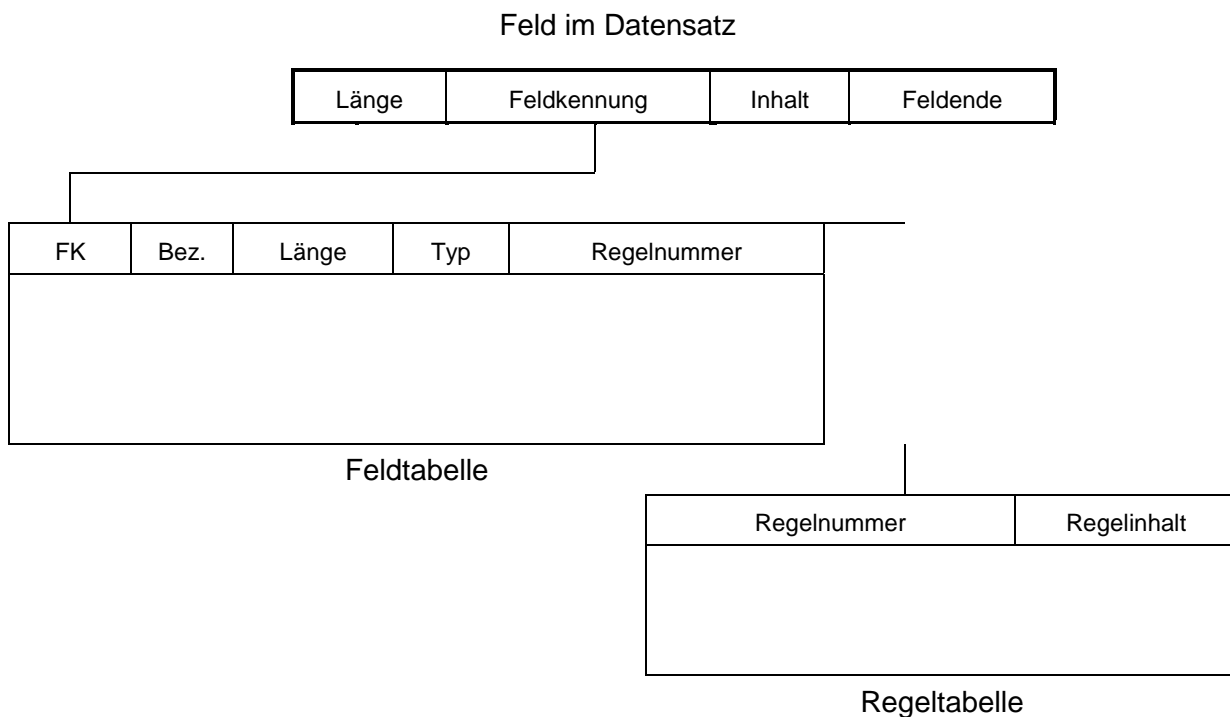 Feld im Datensatz
Länge Feldkennung Inhalt Feldende
FK Bez. Länge Typ Regelnummer
Feldtabelle
Regelnummer Regelinhalt
Regeltabelle